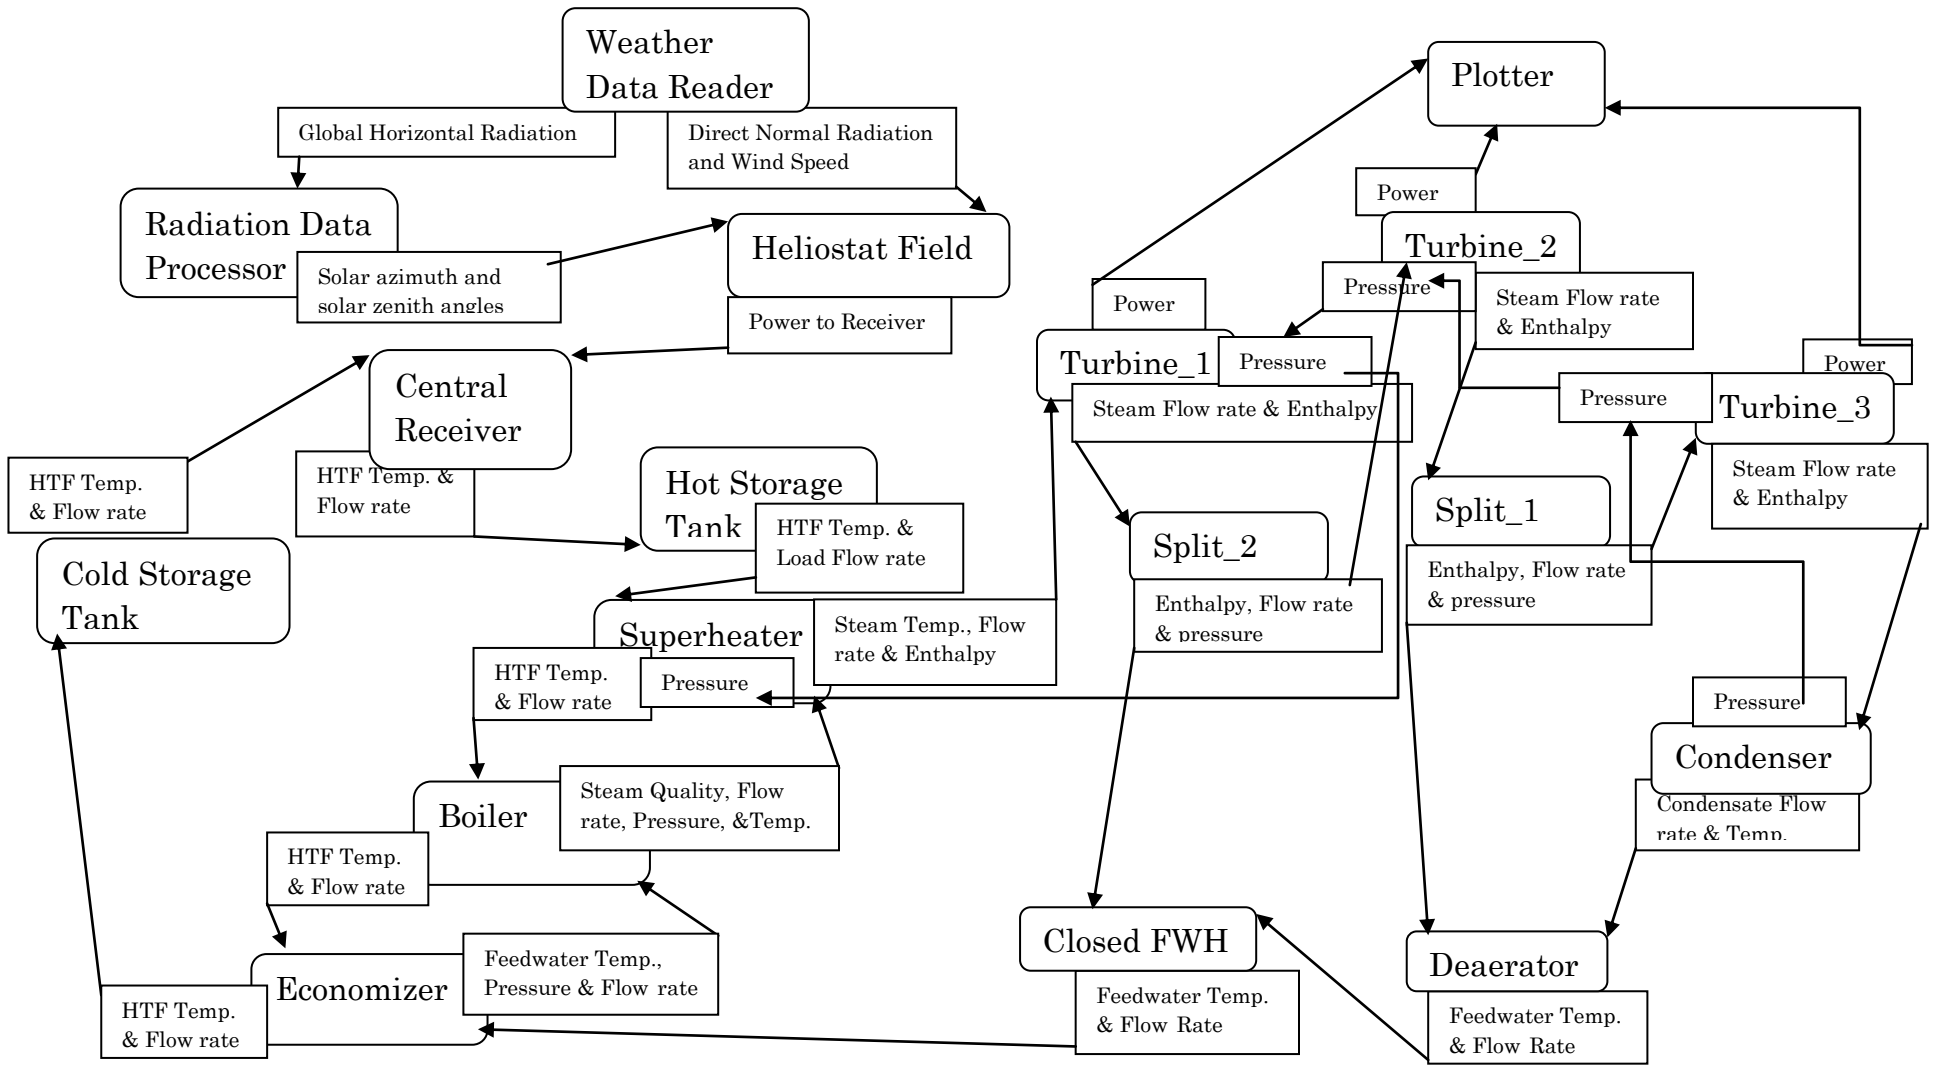 Weather
Data Reader
Global Horizontal Radiation
Direct Normal Radiation
and Wind Speed
Radiation Data
Processor
Solar azimuth and
solar zenith angles
Heliostat Field
Power to Receiver
Central
Receiver
HTF Temp.
& Flow rate
HTF Temp. &
Flow rate
Cold Storage
Tank
Hot Storage
Tank
HTF Temp. &
Load Flow rate
Superheater
Steam Temp., Flow
rate & Enthalpy
HTF Temp.
& Flow rate
Pressure
Boiler
Steam Quality, Flow
rate, Pressure, &Temp.
HTF Temp.
& Flow rate
Economizer
Feedwater Temp.,
Pressure & Flow rate
HTF Temp.
& Flow rate
Plotter
Power
Turbine_2
Pressure
Steam Flow rate
& Enthalpy
Power
Turbine_1
Pressure
Steam Flow rate & Enthalpy
Power
Pressure
Turbine_3
Steam Flow rate
& Enthalpy
Split_2
Enthalpy, Flow rate
& pressure
Split_1
Enthalpy, Flow rate
& pressure
Pressure
Condenser
Condensate Flow
rate & Temp.
Closed FWH
Feedwater Temp.
& Flow Rate
Deaerator
Feedwater Temp.
& Flow Rate